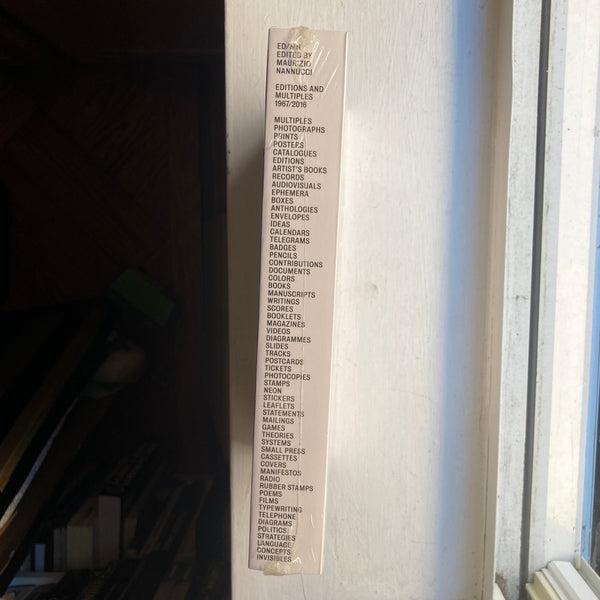 ED/MN
EDITED BY
MAURIZIO
NANNUCCI
EDITIONS AND
MULTIPLES
1967/2016
MULTIPLES
PHOTOGRAPHS
PRINTS
POSTERS
CATALOGUES
EDITIONS
ARTIST'S BOOKS
RECORDS
AUDIOVISUALS
EPHEMERA
BOXES
ANTHOLOGIES
ENVELOPES
IDEAS
CALENDARS
TELEGRAMS
BADGES
PENCILS
CONTRIBUTIONS
DOCUMENTS
COLORS
BOOKS
MANUSCRIPTS
WRITINGS
SCORES
BOOKLETS
MAGAZINES
VIDEOS
DIAGRAMMES
SLIDES
TRACKS
POSTCARDS
TICKETS
PHOTOCOPIES
STAMPS
NEON
STICKERS
LEAFLETS
STATEMENTS
MAILINGS
GAMES
THEORIES
SYSTEMS
SMALL PRESS
CASSETTES
COVERS
MANIFESTOS
RADIO
RUBBER STAMPS
POEMS
FILMS
TYPEWRITING
TELEPHONE
DIAGRAMS
POLITICS
STRATEGIES
LANGUAGE
CONCEPTS
INVISIBLES